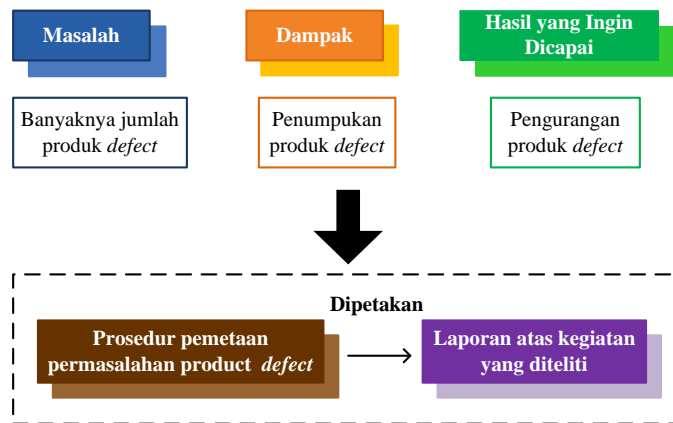 Masalah
Dampak
Hasil yang Ingin
Dicapai
Banyaknya jumlah
produk defect
Penumpukan
produk defect
Pengurangan
produk defect
Dipetakan
Prosedur pemetaan
permasalahan product defect
Laporan atas kegiatan
yang diteliti